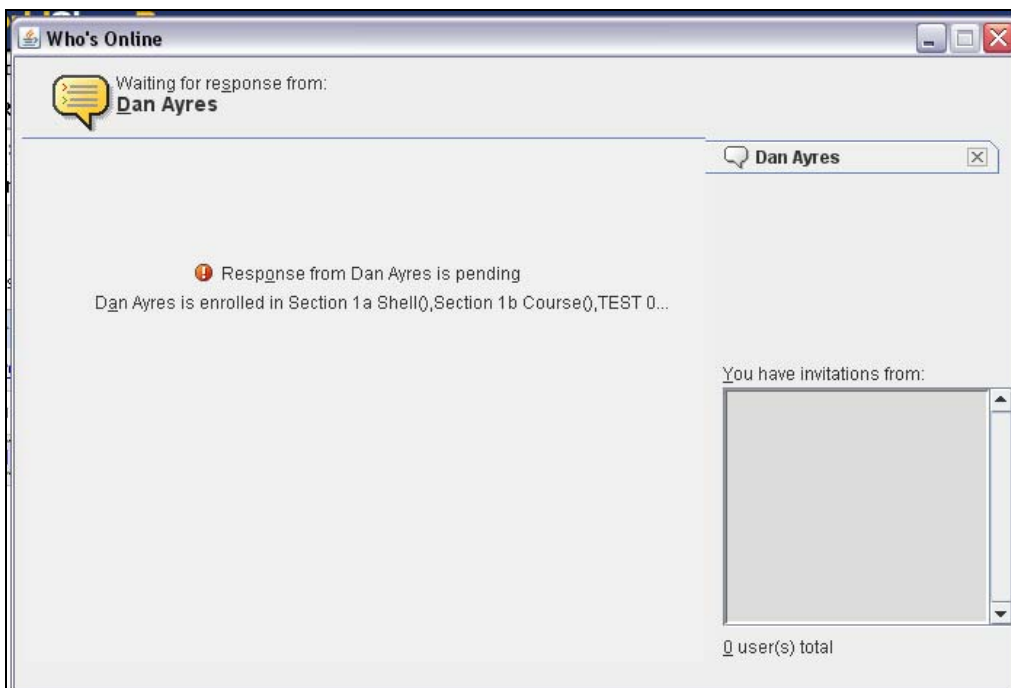 Who's Online
Waiting for response from:
Dan Ayres
Dan Ayres
Response from Dan Ayres is pending
Dan Ayres is enrolled in Section 1a Shell(),Section 1b Course(),TEST 0...
You have invitations from:
0 user(s) total